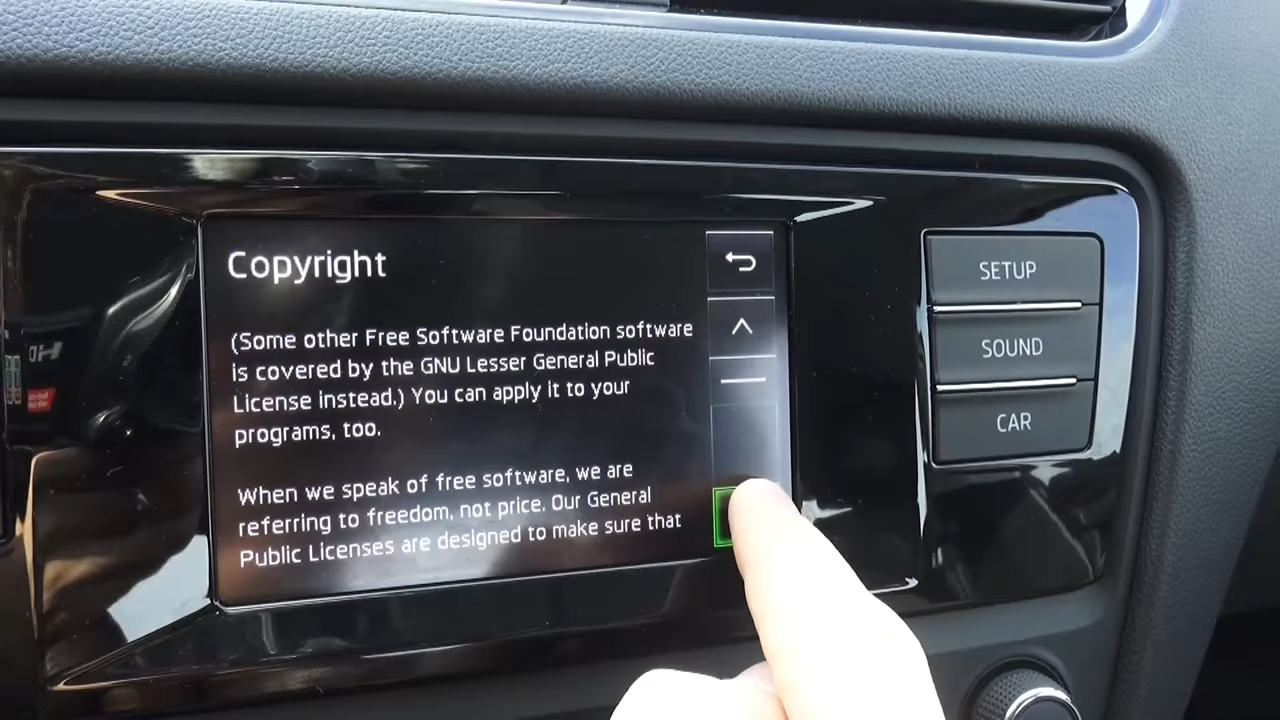 Copyright
(Some other Free Software Foundation software
is covered by the GNU Lesser General Public
License instead.) You can apply it to your
programs, too.
When we speak of free software, we are
referring to freedom, not price. Our General
Public Licenses are designed to make sure that
SETUP
SOUND
CAR